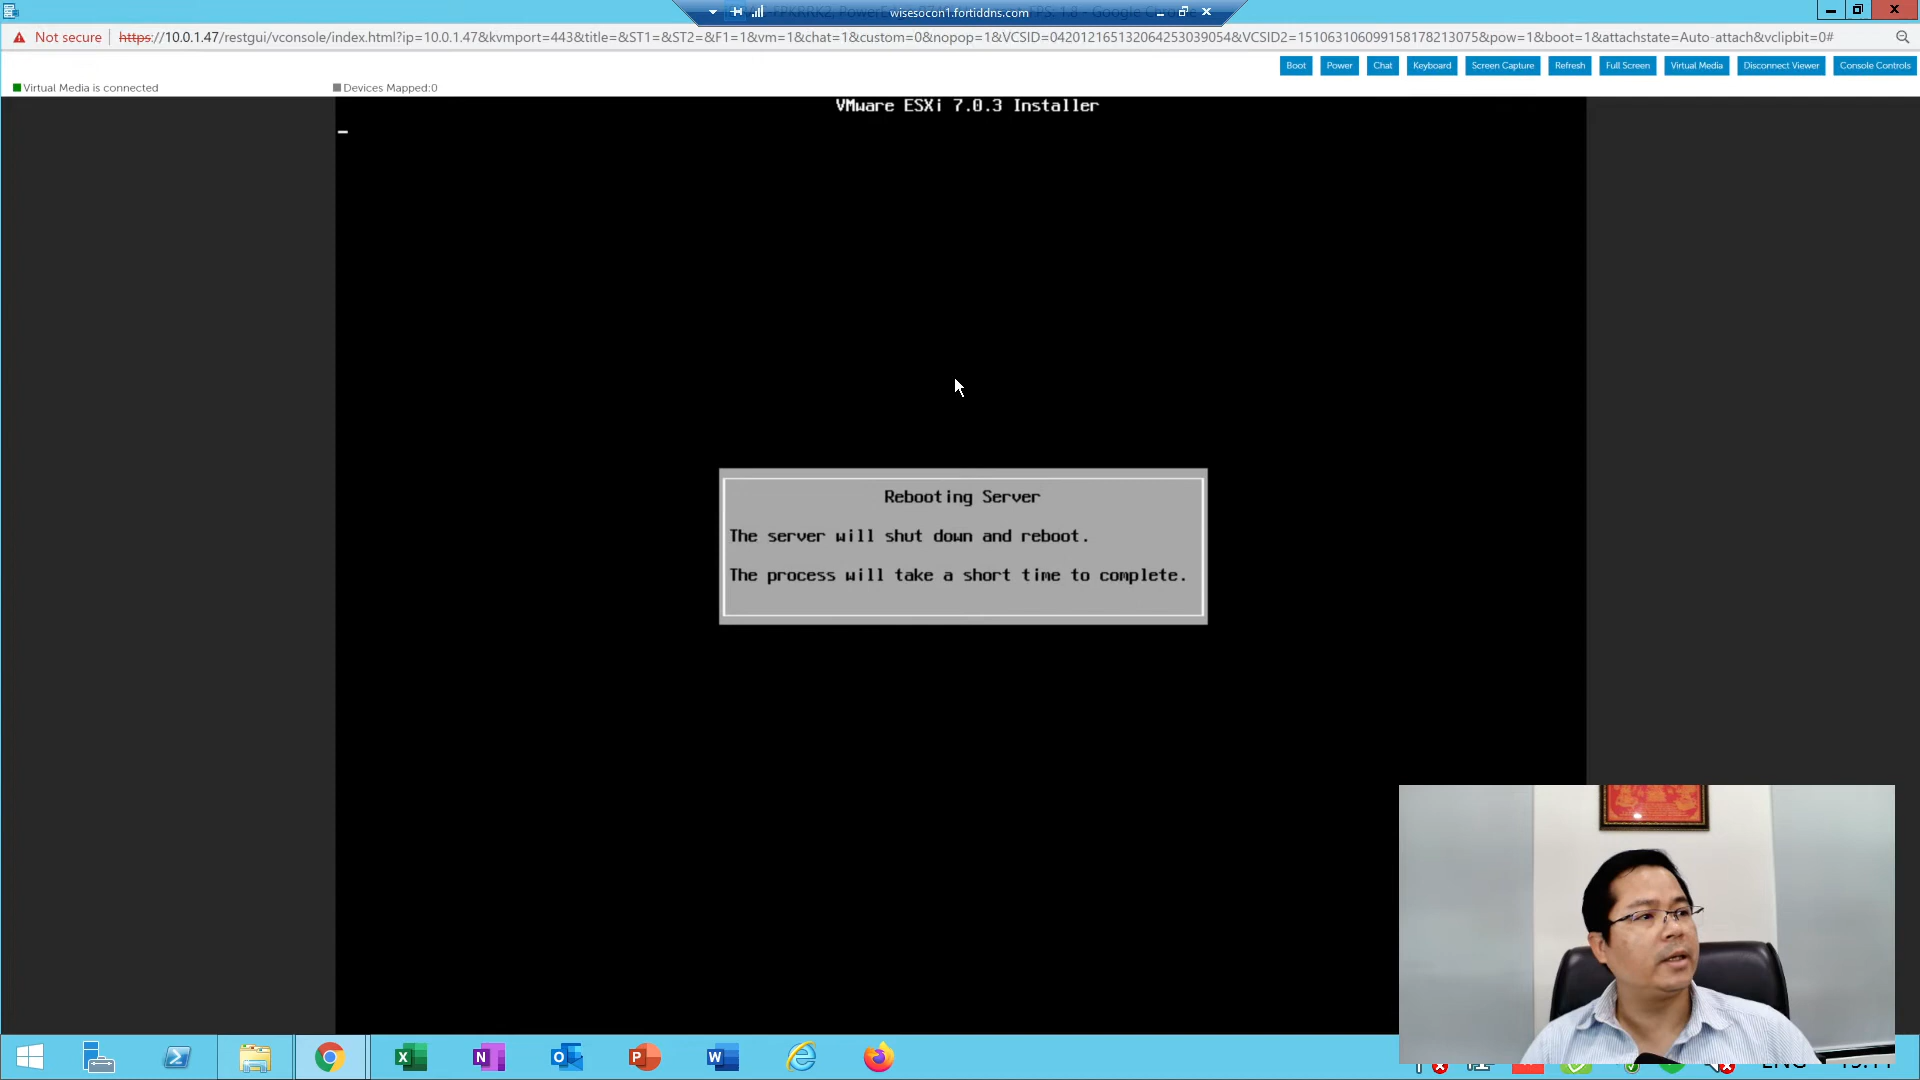 wisesocon1.fortiddns.com
Not secure | https://10.0.1.47/restgui/vconsole/index.html?ip=10.0.1.47&kvmport=443&title=&ST1=&ST2=&F1=1&vm=1&chat=1&custom=0&nopop=1&VCSID=042012165132064253039054&VCSID2=151063106099158178213075&pow=1&boot=1&attachstate=Auto-attach&vclipbit=0#
Boot Power Chat Keyboard Screen Capture Refresh Full Screen Virtual Media Disconnect Viewer Console Controls
Virtual Media is connected Devices Mapped:0
VMware ESXi 7.0.3 Installer
Rebooting Server
The server will shut down and reboot.
The process will take a short time to complete.